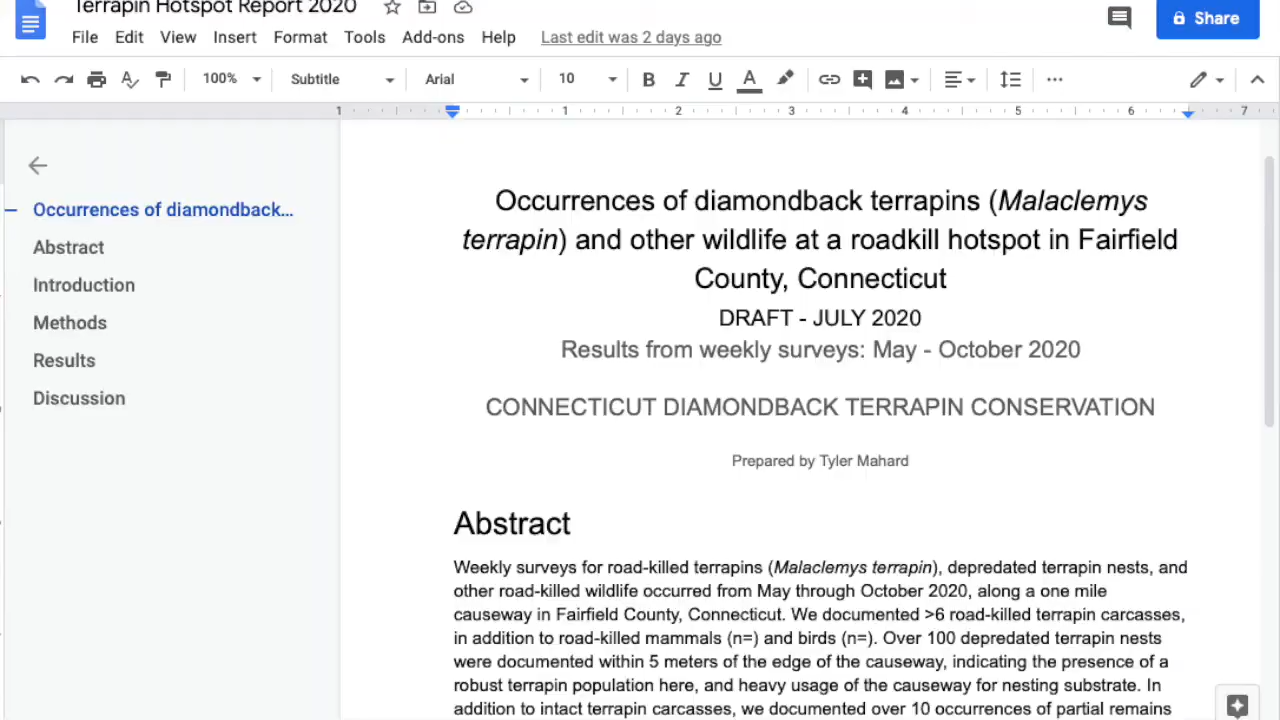 Terrapin Hotspot Report 2020
File Edit View Insert Format Tools Add-ons Help Last edit was 2 days ago
Share
100% Subtitle Arial 10 B I U A
1 1 2 3 4 5 6 7
Occurrences of diamondback...
Abstract
Introduction
Methods
Results
Discussion
Occurrences of diamondback terrapins (Malaclemys
terrapin) and other wildlife at a roadkill hotspot in Fairfield
County, Connecticut
DRAFT - JULY 2020
Results from weekly surveys: May - October 2020
CONNECTICUT DIAMONDBACK TERRAPIN CONSERVATION
Prepared by Tyler Mahard
Abstract
Weekly surveys for road-killed terrapins (Malaclemys terrapin), depredated terrapin nests, and
other road-killed wildlife occurred from May through October 2020, along a one mile
causeway in Fairfield County, Connecticut. We documented >6 road-killed terrapin carcasses,
in addition to road-killed mammals (n=) and birds (n=). Over 100 depredated terrapin nests
were documented within 5 meters of the edge of the causeway, indicating the presence of a
robust terrapin population here, and heavy usage of the causeway for nesting substrate. In
addition to intact terrapin carcasses, we documented over 10 occurrences of partial remains